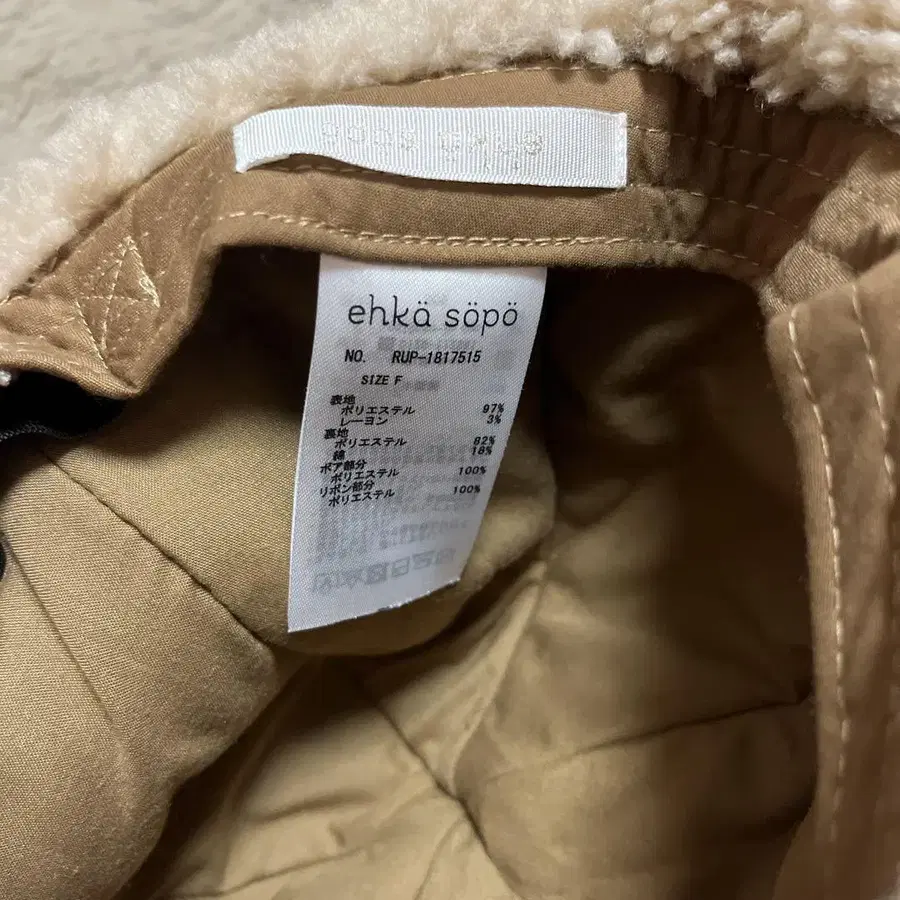 ehkä söpö
ehkä söpö
NO. RUP-1817515
SIZE F
表地
ポリエステル 97%
レーヨン 3%
裏地
ポリエステル 82%
綿 18%
ボア部分
ポリエステル 100%
リボン部分
ポリエステル 100%